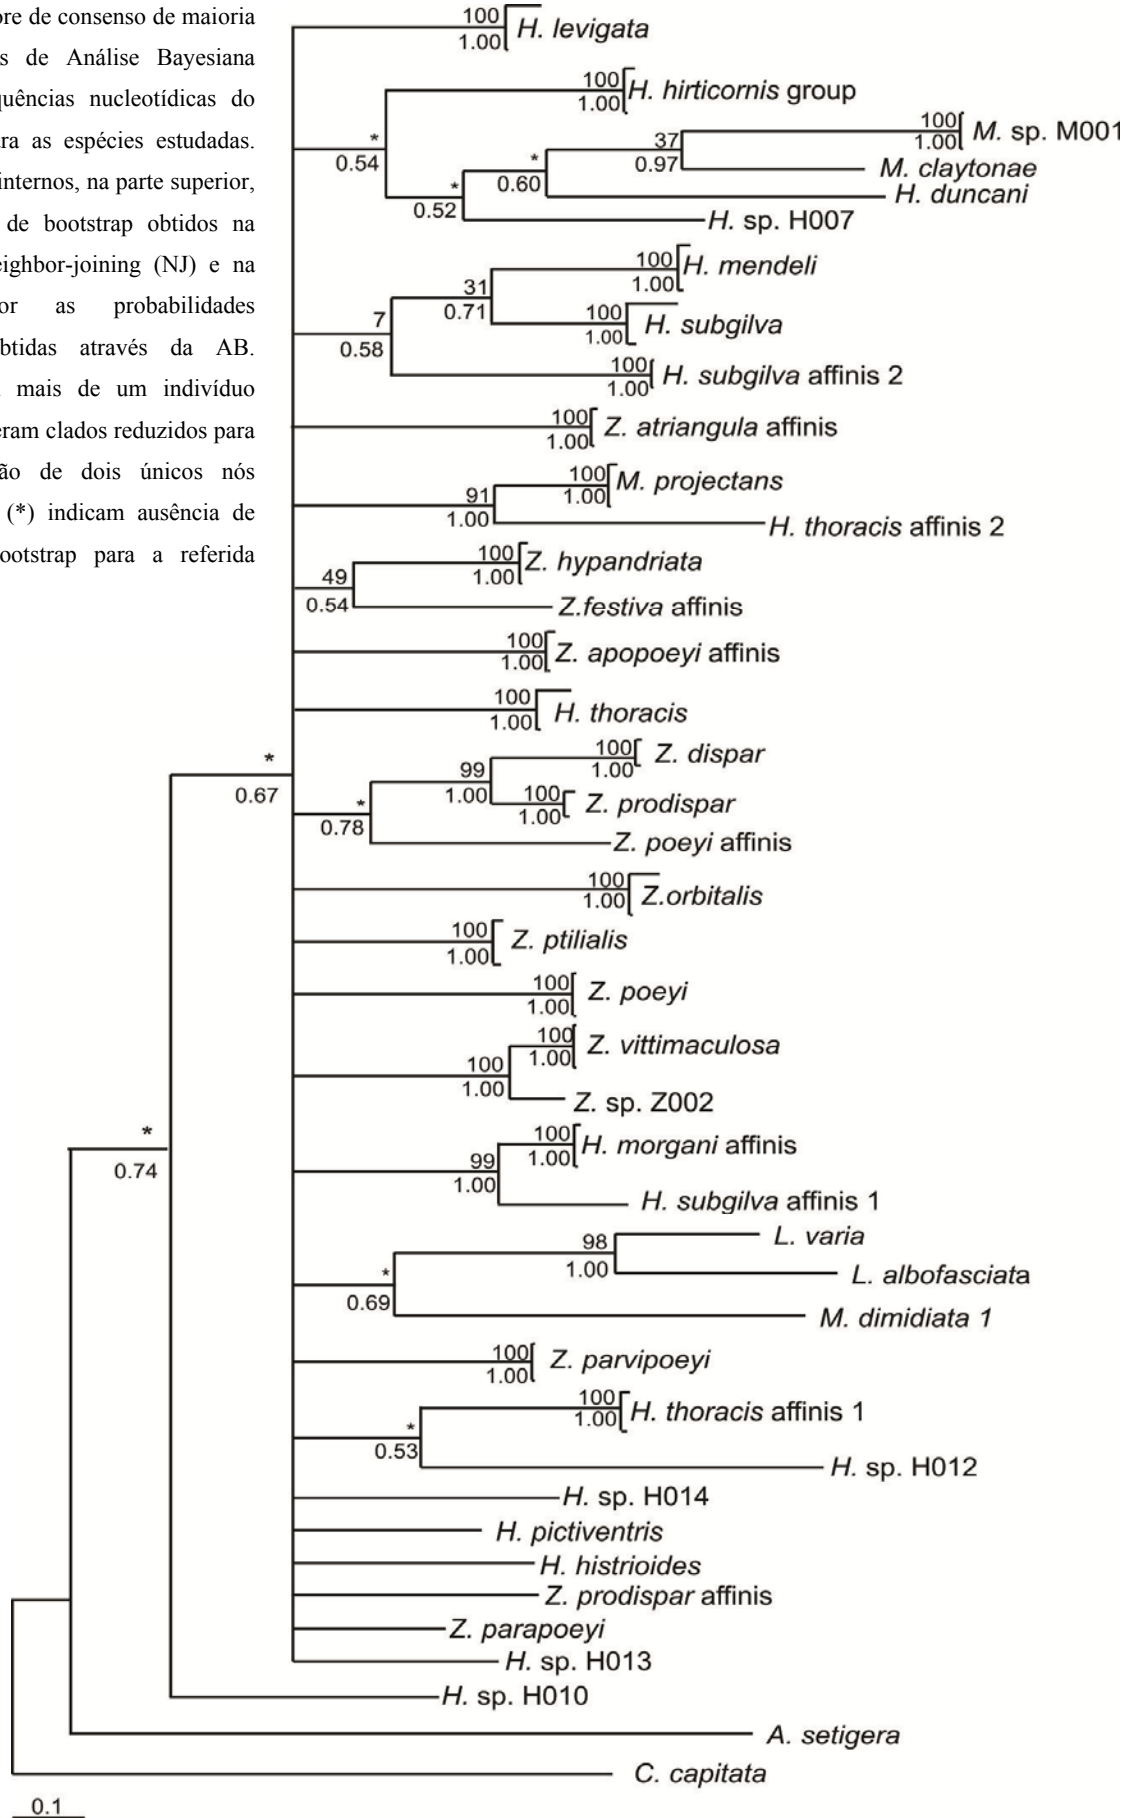 ore de consenso de maioria
s de Análise Bayesiana
quências nucleotídicas do
ra as espécies estudadas.
internos, na parte superior,
de bootstrap obtidos na
eighbor-joining (NJ) e na
or as probabilidades
btidas através da AB.
mais de um indivíduo
eram clados reduzidos para
ão de dois únicos nós
(*) indicam ausência de
ootstrap para a referida
100
1.00
H. levigata
100
1.00
H. hirticornis group
*
0.54
100
1.00
M. sp. M001
37
0.97
M. claytonae
*
0.60
H. duncani
*
0.52
H. sp. H007
100
1.00
H. mendeli
31
0.71
100
1.00
H. subgilva
7
0.58
100
1.00
H. subgilva affinis 2
100
1.00
Z. atriangula affinis
100
1.00
M. projectans
91
1.00
H. thoracis affinis 2
100
1.00
Z. hypandriata
49
0.54
Z.festiva affinis
100
1.00
Z. apopoeyi affinis
100
1.00
H. thoracis
*
0.67
100
1.00
Z. dispar
99
1.00
100
1.00
Z. prodispar
*
0.78
Z. poeyi affinis
100
1.00
Z.orbitalis
100
1.00
Z. ptilialis
100
1.00
Z. poeyi
100
1.00
Z. vittimaculosa
100
1.00
Z. sp. Z002
*
0.74
100
1.00
H. morgani affinis
99
1.00
H. subgilva affinis 1
98
1.00
L. varia
L. albofasciata
*
0.69
M. dimidiata 1
100
1.00
Z. parvipoeyi
100
1.00
H. thoracis affinis 1
*
0.53
H. sp. H012
H. sp. H014
H. pictiventris
H. histrioides
Z. prodispar affinis
Z. parapoeyi
H. sp. H013
H. sp. H010
A. setigera
C. capitata
0.1